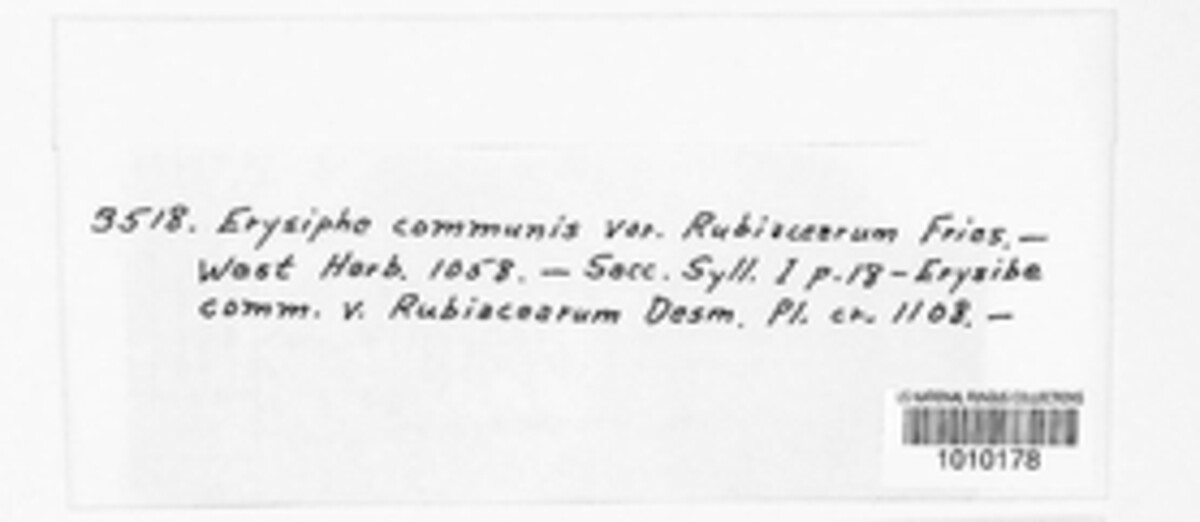 3518. Erysiphe communis var. Rubiacearum Fries. —
West Herb. 1058. — Sacc. Syll. I p. 18 — Erysibe
comm. v. Rubiacearum Desm. Pl. cr. 1108. —
US NATIONAL FUNGUS COLLECTIONS
1010178